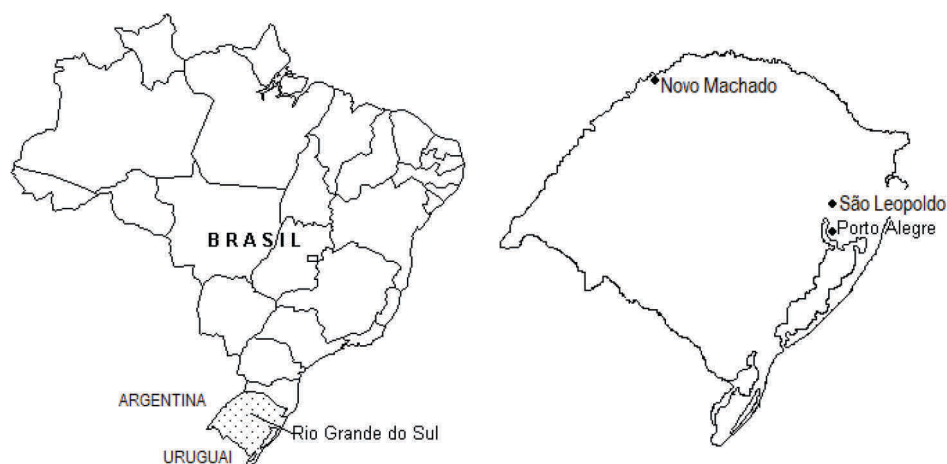 BRASIL
ARGENTINA
Rio Grande do Sul
URUGUAI
Novo Machado
São Leopoldo
Porto Alegre